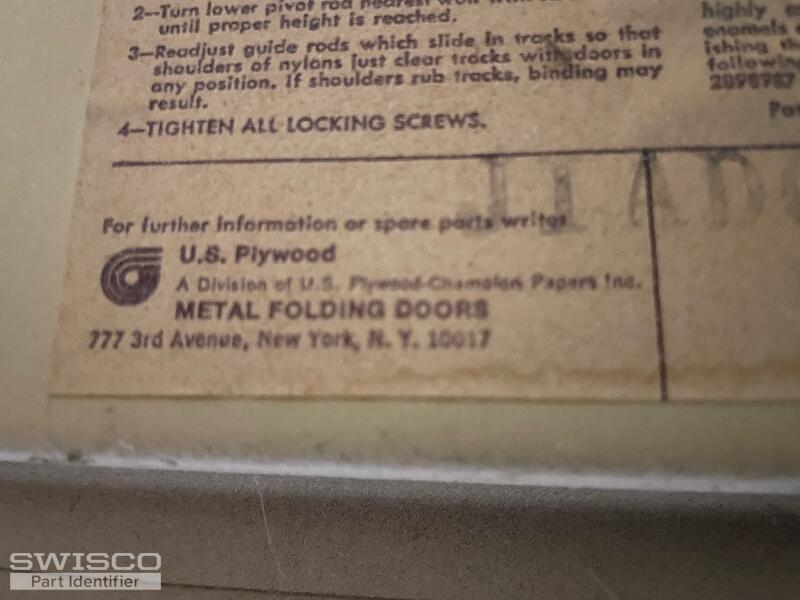 2—Turn lower pivot rod nearest
until proper height is reached.
3—Readjust guide rods which slide in tracks so that
shoulders of nylons just clear tracks with doors in
any position. If shoulders rub tracks, binding may
result.
4—TIGHTEN ALL LOCKING SCREWS.
highly
enamels
ishing th
following
2898987
Pat
For further information or spare parts write:
U.S. Plywood
A Division of U.S. Plywood-Champion Papers Inc.
METAL FOLDING DOORS
777 3rd Avenue, New York, N. Y. 10017
SWISCO
Part Identifier